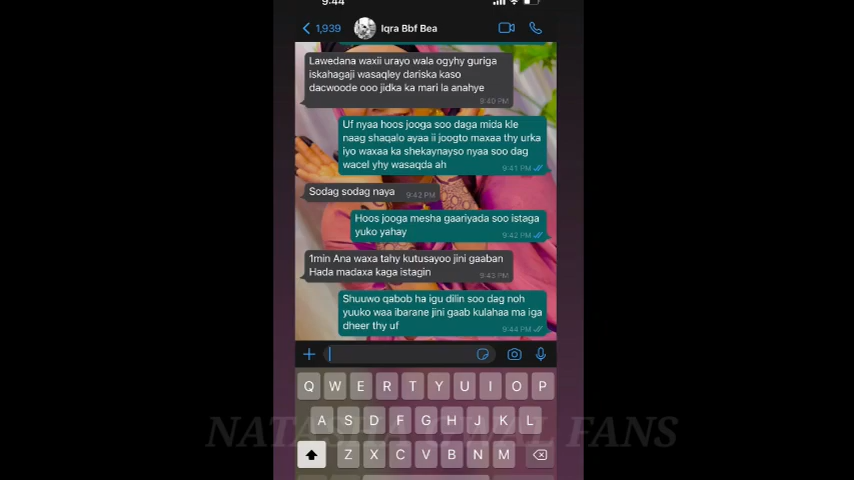 9:44
1,939
Iqra Bbf Bea
Lawedana waxii urayo wala ogyhy guriga
iskahagaji wasaqley dariska kaso
dacwoode ooo jidka ka mari la anahye
9:40 PM
Uf nyaa hoos jooga soo daga mida kle
naag shaqalo ayaa ii joogto maxaa thy urka
iyo waxaa ka shekaynayso nyaa soo dag
wacel yhy wasaqda ah
9:41 PM
Sodag sodag naya
9:42 PM
Hoos jooga mesha gaariyada soo istaga
yuko yahay
9:42 PM
1min Ana waxa tahy kutusayoo jini gaaban
Hada madaxa kaga istagin
9:43 PM
Shuuwo qabob ha igu dilin soo dag noh
yuuko waa ibarane jini gaab kulahaa ma iga
dheer thy uf
9:44 PM
Q W E R T Y U I O P
A S D F G H J K L
Z X C V B N M